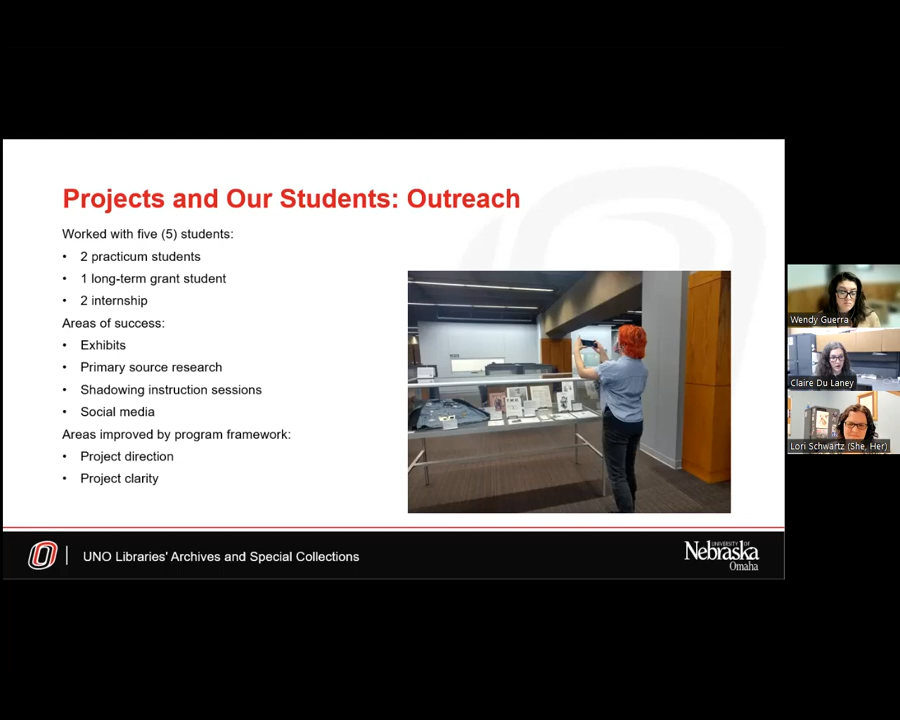 Projects and Our Students: Outreach
Worked with five (5) students:
• 2 practicum students
• 1 long-term grant student
• 2 internship
Areas of success:
• Exhibits
• Primary source research
• Shadowing instruction sessions
• Social media
Areas improved by program framework:
• Project direction
• Project clarity
UNO Libraries' Archives and Special Collections
UNIVERSITY OF
Nebraska
Omaha
Wendy Guerra
Claire Du Laney
Lori Schwartz (She, Her)